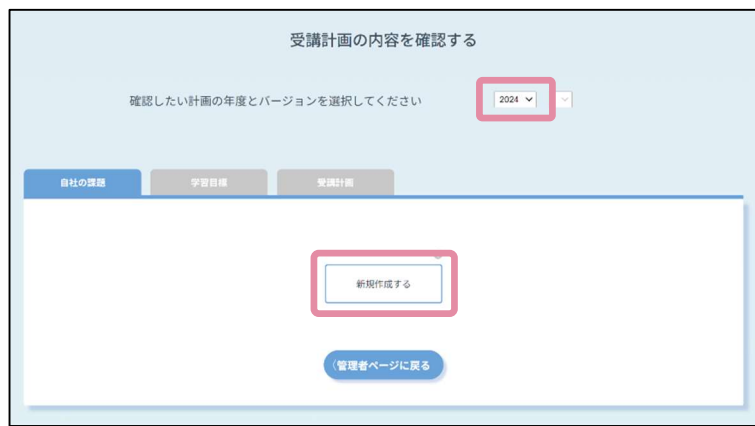 受講計画の内容を確認する
確認したい計画の年度とバージョンを選択してください
2024
自社の課題
学習目標
受講計画
新規作成する
〈管理者ページに戻る